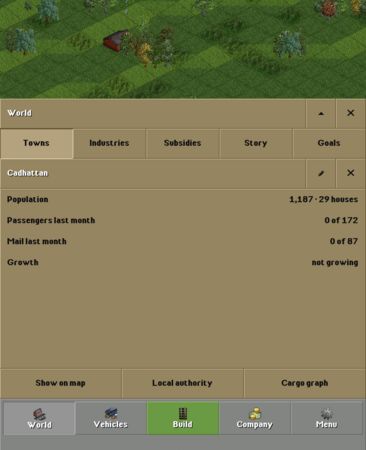 World
Towns Industries Subsidies Story Goals
Cadhattan
Population 1,187 · 29 houses
Passengers last month 0 of 172
Mail last month 0 of 87
Growth not growing
Show on map Local authority Cargo graph
World Vehicles Build Company Menu